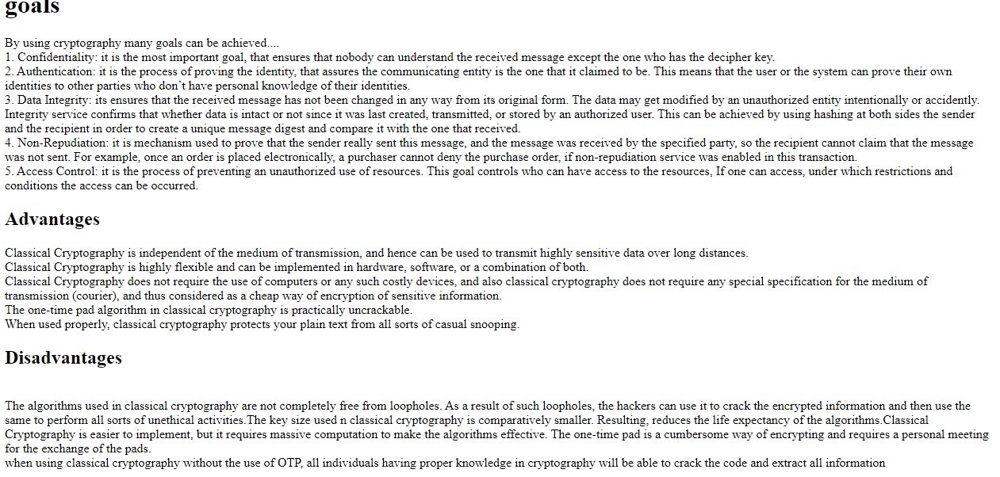 goals
By using cryptography many goals can be achieved....
1. Confidentiality: it is the most important goal, that ensures that nobody can understand the received message except the one who has the decipher key.
2. Authentication: it is the process of proving the identity, that assures the communicating entity is the one that it claimed to be. This means that the user or the system can prove their own
identities to other parties who don’t have personal knowledge of their identities.
3. Data Integrity: its ensures that the received message has not been changed in any way from its original form. The data may get modified by an unauthorized entity intentionally or accidently.
Integrity service confirms that whether data is intact or not since it was last created, transmitted, or stored by an authorized user. This can be achieved by using hashing at both sides the sender
and the recipient in order to create a unique message digest and compare it with the one that received.
4. Non-Repudiation: it is mechanism used to prove that the sender really sent this message, and the message was received by the specified party, so the recipient cannot claim that the message
was not sent. For example, once an order is placed electronically, a purchaser cannot deny the purchase order, if non-repudiation service was enabled in this transaction.
5. Access Control: it is the process of preventing an unauthorized use of resources. This goal controls who can have access to the resources, If one can access, under which restrictions and
conditions the access can be occurred.
Advantages
Classical Cryptography is independent of the medium of transmission, and hence can be used to transmit highly sensitive data over long distances.
Classical Cryptography is highly flexible and can be implemented in hardware, software, or a combination of both.
Classical Cryptography does not require the use of computers or any such costly devices, and also classical cryptography does not require any special specification for the medium of
transmission (courier), and thus considered as a cheap way of encryption of sensitive information.
The one-time pad algorithm in classical cryptography is practically uncrackable.
When used properly, classical cryptography protects your plain text from all sorts of casual snooping.
Disadvantages
The algorithms used in classical cryptography are not completely free from loopholes. As a result of such loopholes, the hackers can use it to crack the encrypted information and then use the
same to perform all sorts of unethical activities.The key size used n classical cryptography is comparatively smaller. Resulting, reduces the life expectancy of the algorithms.Classical
Cryptography is easier to implement, but it requires massive computation to make the algorithms effective. The one-time pad is a cumbersome way of encrypting and requires a personal meeting
for the exchange of the pads.
when using classical cryptography without the use of OTP, all individuals having proper knowledge in cryptography will be able to crack the code and extract all information